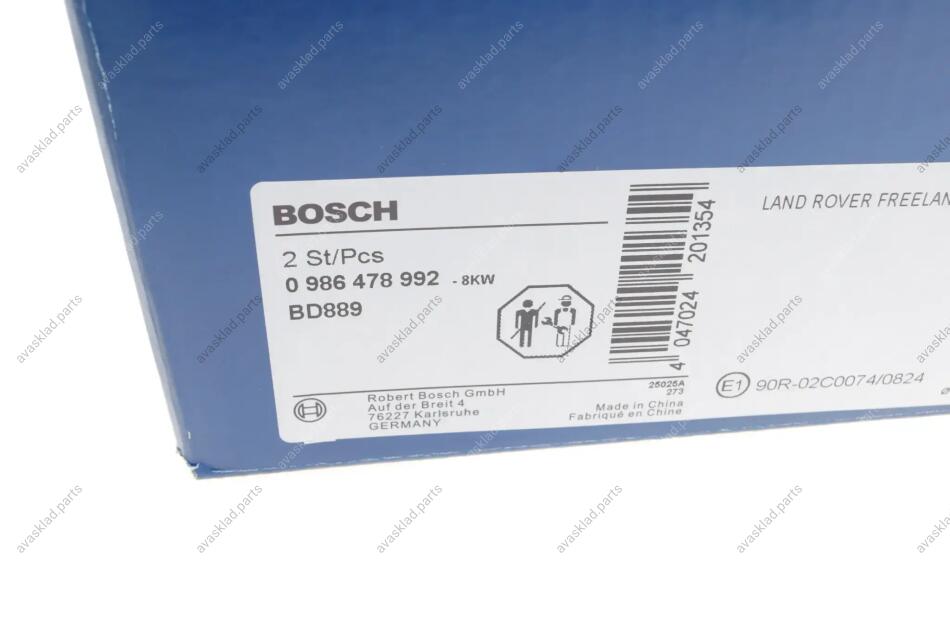 BOSCH
2 St/Pcs
0 986 478 992 - 8KW
BD889
Robert Bosch GmbH
Auf der Breit 4
76227 Karlsruhe
GERMANY
25025A
273
Made in China
Fabriqué en Chine
4 047024 201354
LAND ROVER FREELAN
E1 90R-02C0074/0824
avasklad.parts